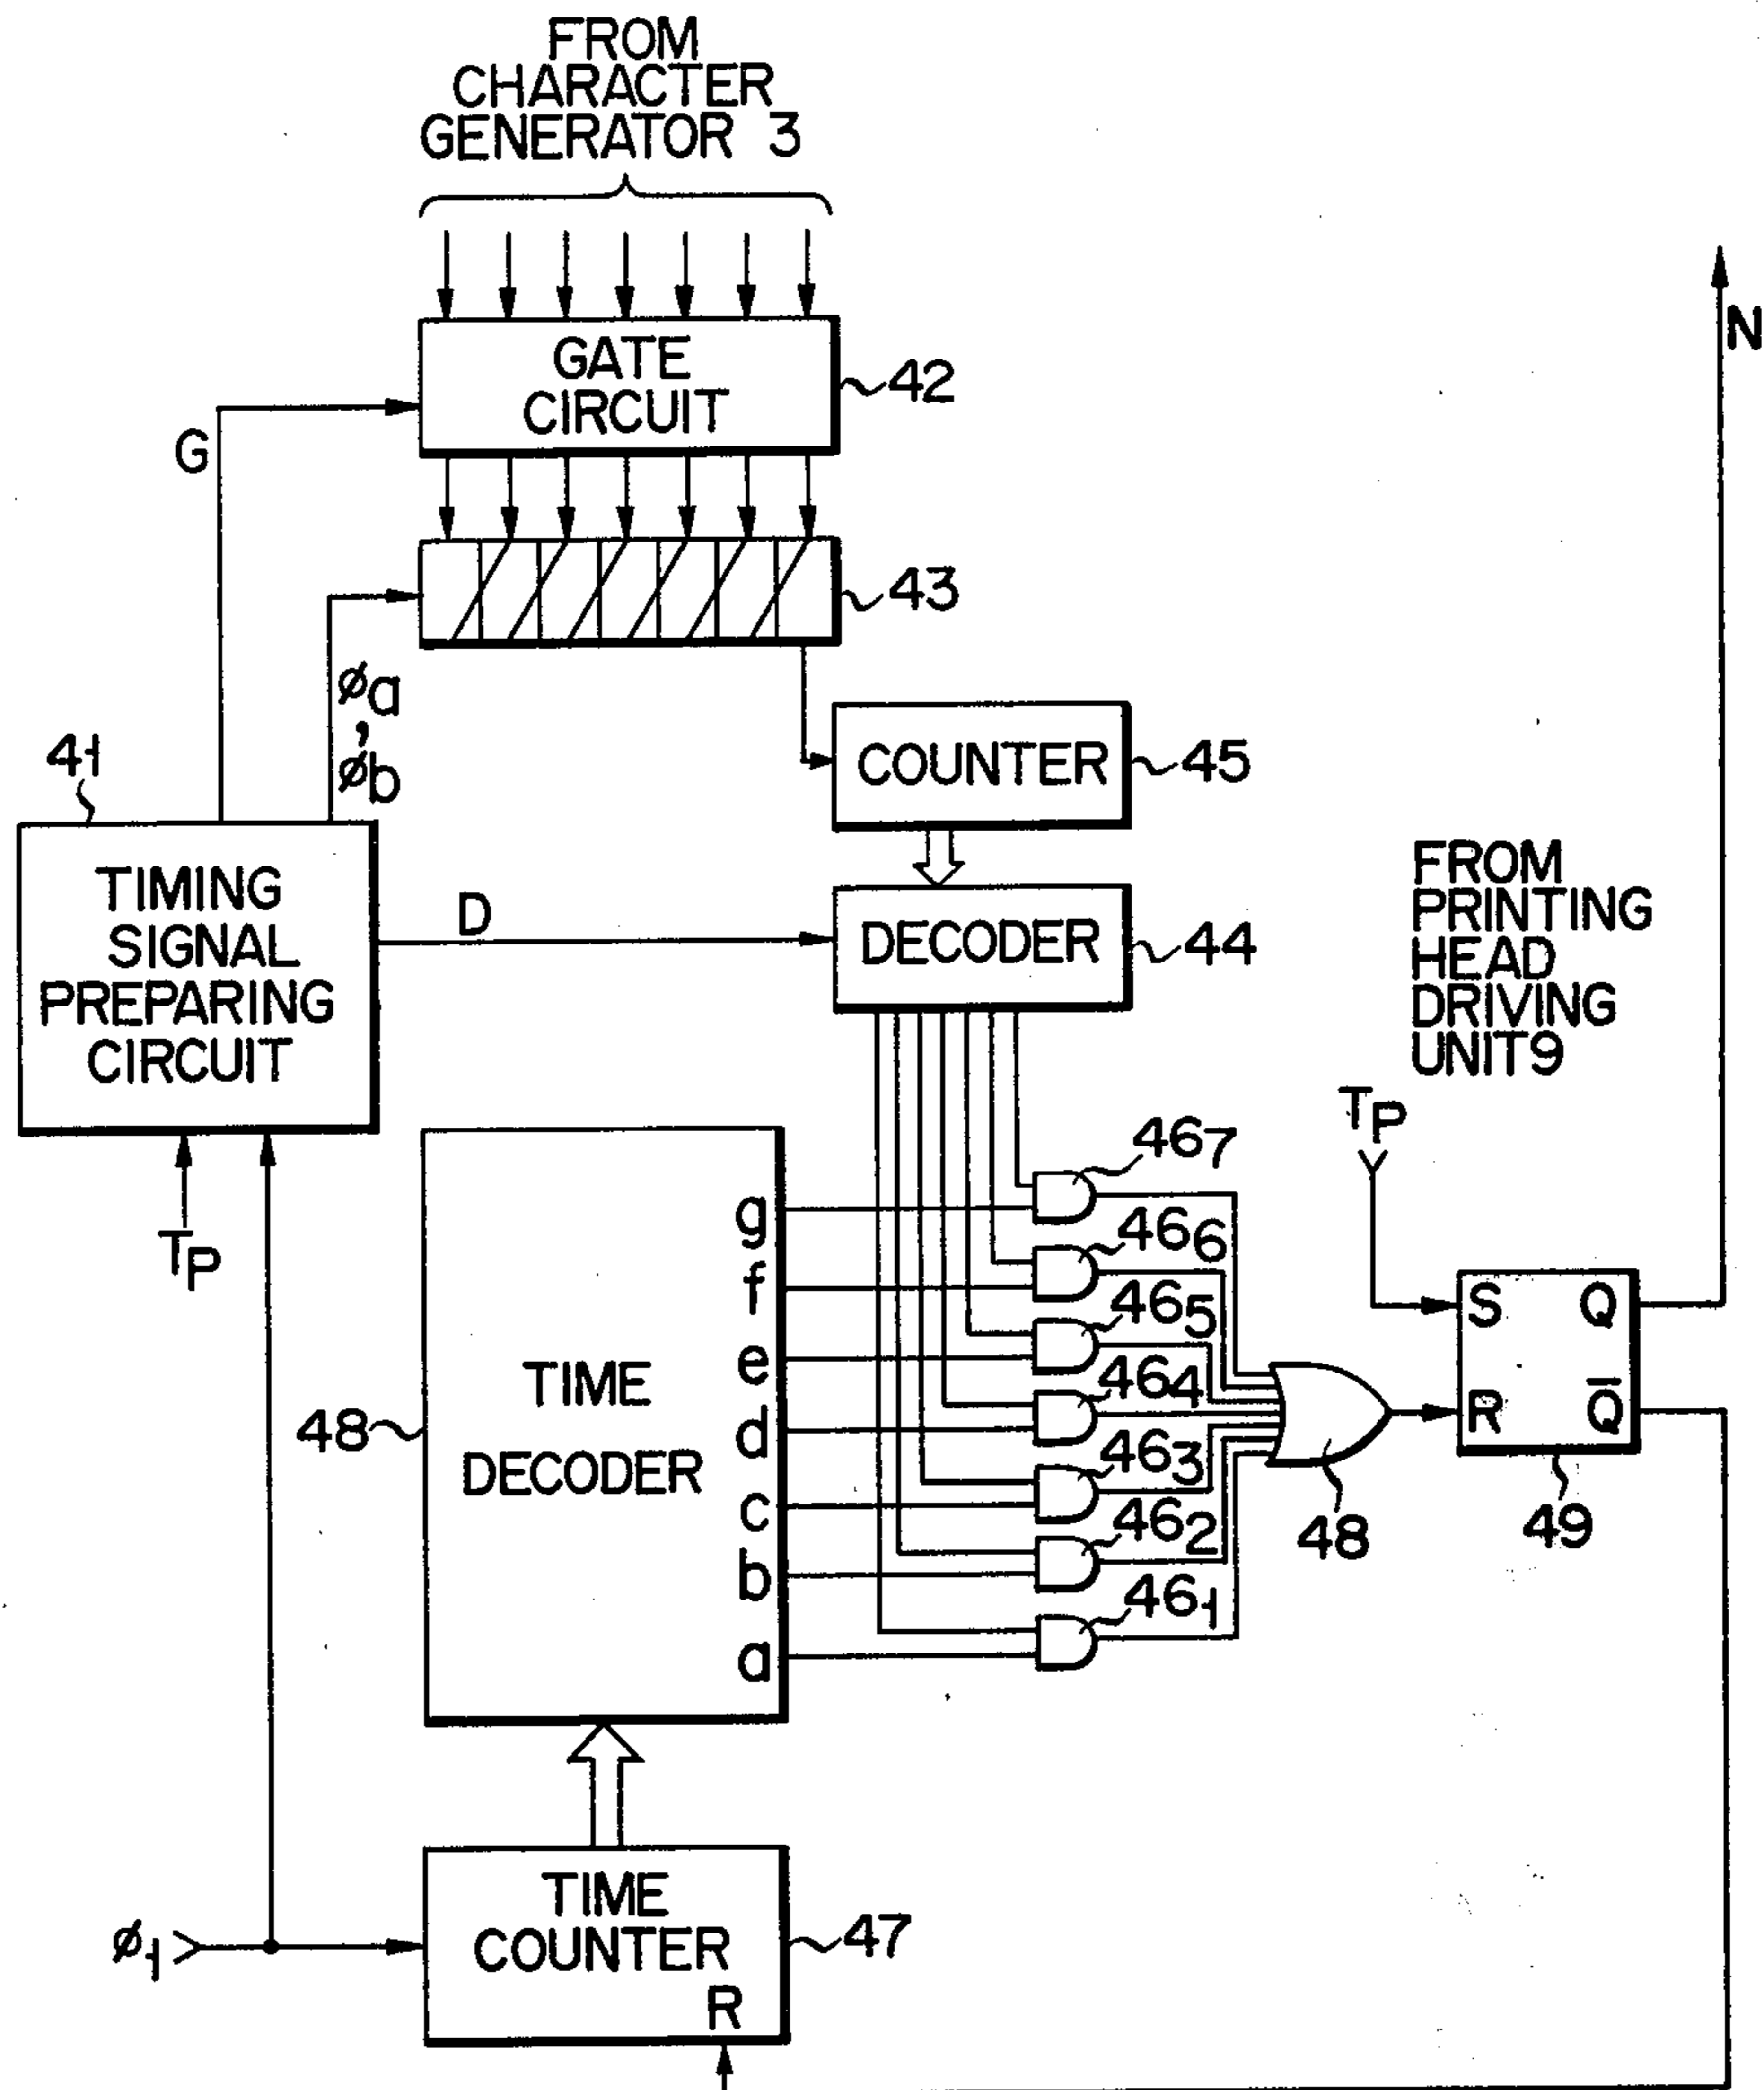 FROM
CHARACTER
GENERATOR 3
GATE
CIRCUIT
42
G
43
øa
,
øb
41
COUNTER
45
TIMING
SIGNAL
PREPARING
CIRCUIT
D
DECODER
44
FROM
PRINTING
HEAD
DRIVING
UNIT9
N
TP
TP
467
466
465
464
463
462
461
g
f
e
d
c
b
a
TIME
DECODER
48
S Q
R Q̅
48
49
ø1
TIME
COUNTER
R
47